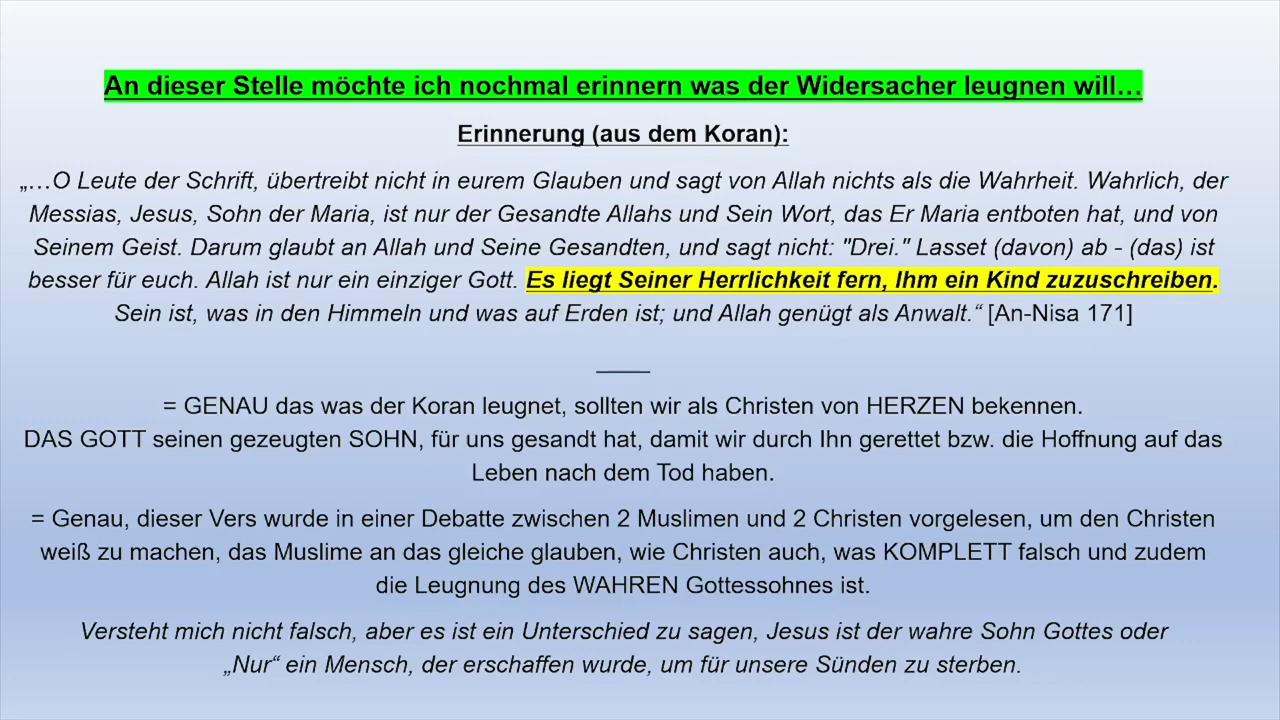 An dieser Stelle möchte ich nochmal erinnern was der Widersacher leugnen will…
Erinnerung (aus dem Koran):
„…O Leute der Schrift, übertreibt nicht in eurem Glauben und sagt von Allah nichts als die Wahrheit. Wahrlich, der
Messias, Jesus, Sohn der Maria, ist nur der Gesandte Allahs und Sein Wort, das Er Maria entboten hat, und von
Seinem Geist. Darum glaubt an Allah und Seine Gesandten, und sagt nicht: "Drei." Lasset (davon) ab - (das) ist
besser für euch. Allah ist nur ein einziger Gott. Es liegt Seiner Herrlichkeit fern, Ihm ein Kind zuzuschreiben.
Sein ist, was in den Himmeln und was auf Erden ist; und Allah genügt als Anwalt.“ [An-Nisa 171]
____
= GENAU das was der Koran leugnet, sollten wir als Christen von HERZEN bekennen.
DAS GOTT seinen gezeugten SOHN, für uns gesandt hat, damit wir durch Ihn gerettet bzw. die Hoffnung auf das
Leben nach dem Tod haben.
= Genau, dieser Vers wurde in einer Debatte zwischen 2 Muslimen und 2 Christen vorgelesen, um den Christen
weiß zu machen, das Muslime an das gleiche glauben, wie Christen auch, was KOMPLETT falsch und zudem
die Leugnung des WAHREN Gottessohnes ist.
Versteht mich nicht falsch, aber es ist ein Unterschied zu sagen, Jesus ist der wahre Sohn Gottes oder
„Nur“ ein Mensch, der erschaffen wurde, um für unsere Sünden zu sterben.